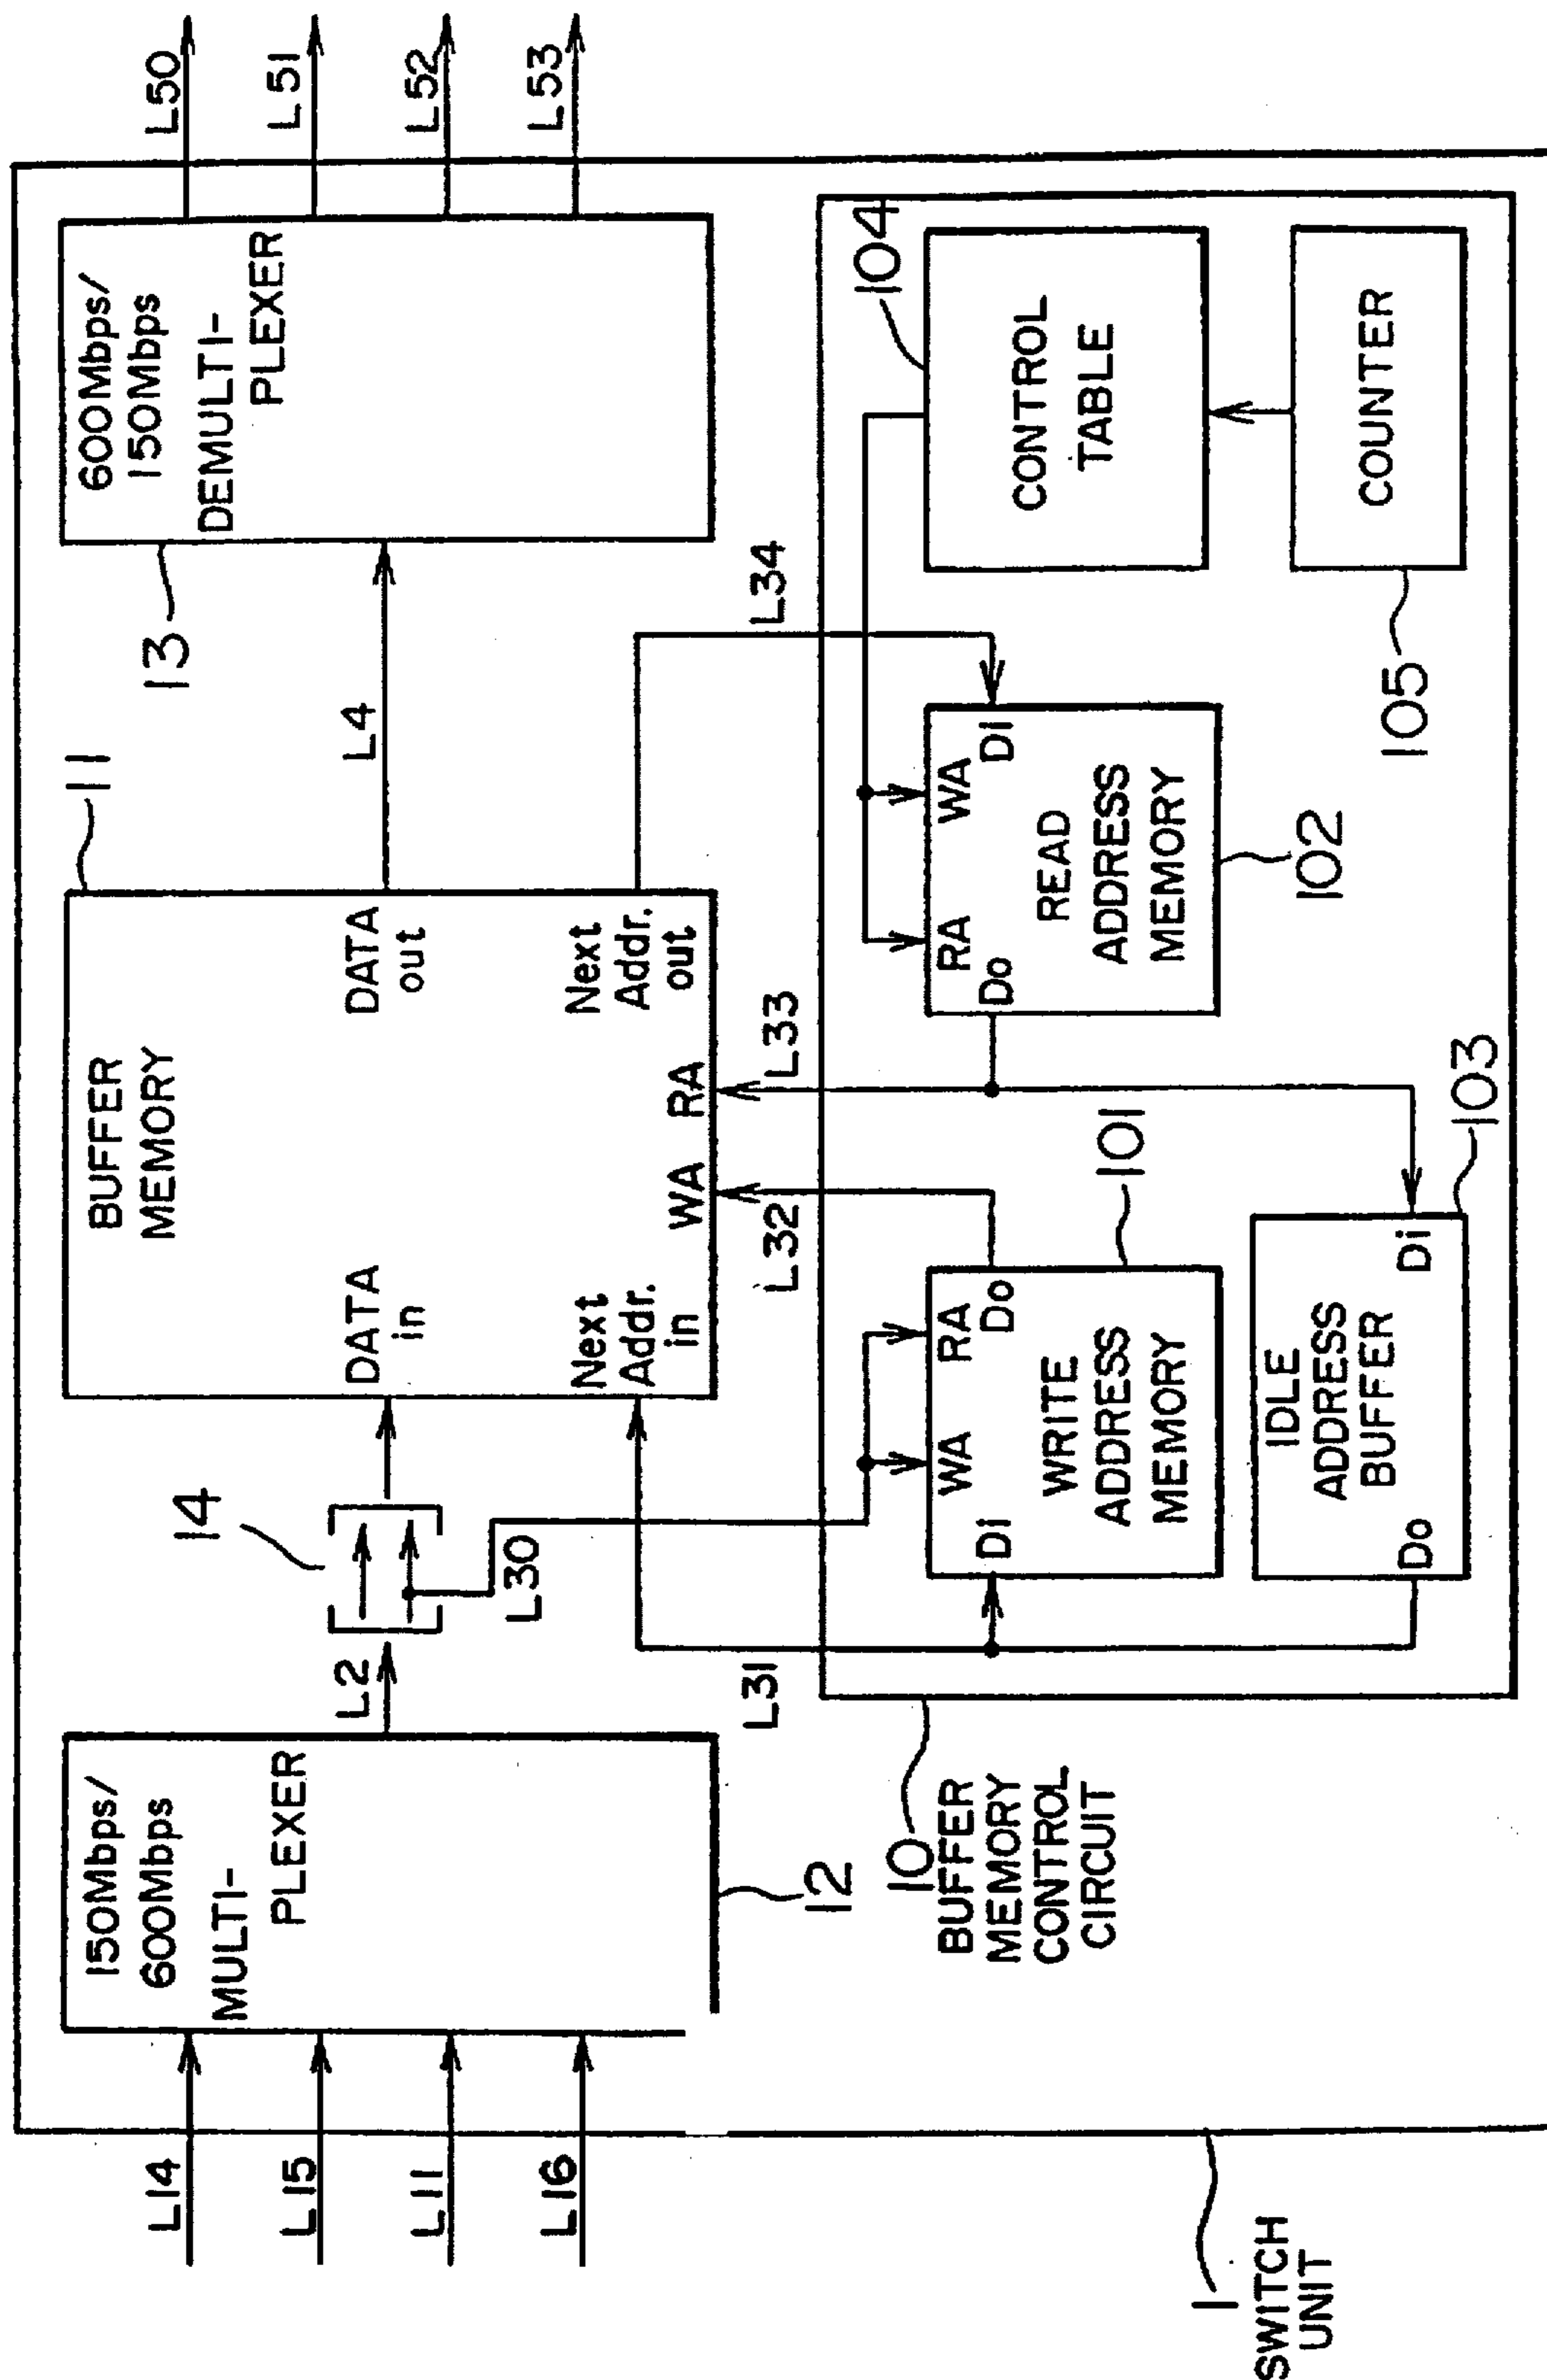 L14
L15
L11
L16
150Mbps/
600Mbps
MULTI-
PLEXER
12
L2
14
L30
L31
BUFFER
MEMORY
11
DATA
in
DATA
out
Next
Addr.
in
WA
RA
Next
Addr.
out
L4
600Mbps/
150Mbps
DEMULTI-
PLEXER
13
L50
L51
L52
L53
L32
L33
L34
10
BUFFER
MEMORY
CONTROL
CIRCUIT
WA
RA
Di
Do
WRITE
ADDRESS
MEMORY
101
RA
WA
Do
Di
READ
ADDRESS
MEMORY
102
IDLE
ADDRESS
BUFFER
Do
Di
103
104
CONTROL
TABLE
COUNTER
105
1
SWITCH
UNIT